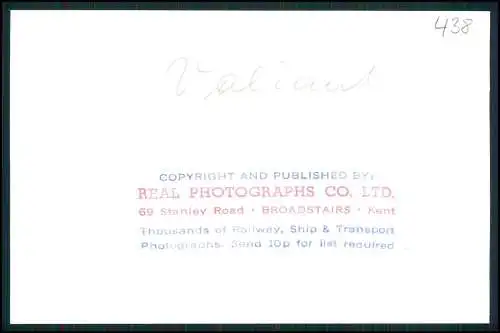 438
Valiant
COPYRIGHT AND PUBLISHED BY:
REAL PHOTOGRAPHS CO. LTD.
69 Stanley Road · BROADSTAIRS · Kent
Thousands of Railway, Ship & Transport
Photographs. Send 10p for list required